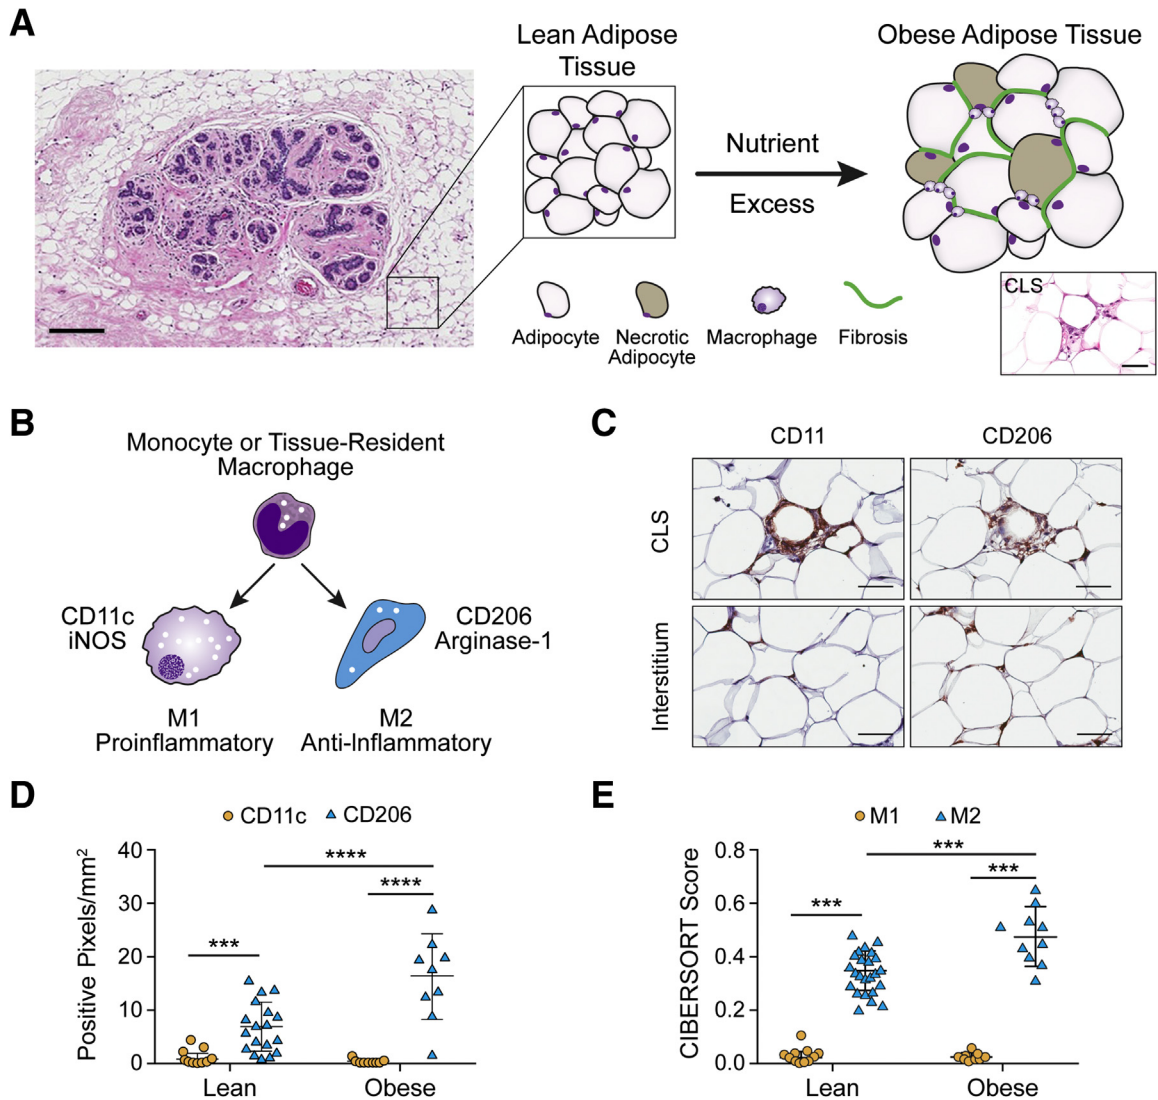 A
Lean Adipose
Tissue
Obese Adipose Tissue
Nutrient
Excess
CLS
Adipocyte
Necrotic
Adipocyte
Macrophage
Fibrosis
B
Monocyte or Tissue-Resident
Macrophage
CD11c
iNOS
CD206
Arginase-1
M1
Proinflammatory
M2
Anti-Inflammatory
C
CD11
CD206
CLS
Interstitium
D
CD11c
CD206
Positive Pixels/mm²
40
30
20
10
0
***
****
****
Lean
Obese
E
M1
M2
CIBERSORT Score
0.8
0.6
0.4
0.2
0.0
***
***
***
Lean
Obese